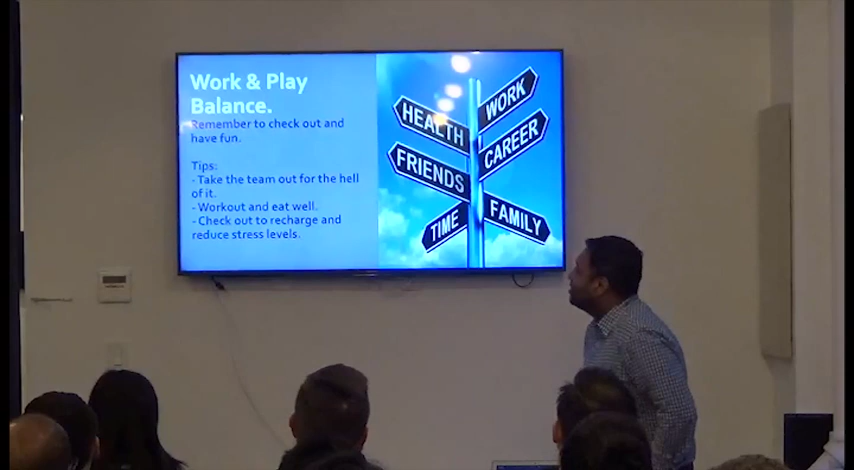 Work & Play
Balance.
Remember to check out and
have fun.
Tips:
- Take the team out for the hell
of it.
- Workout and eat well.
- Check out to recharge and
reduce stress levels.
HEALTH
WORK
CAREER
FRIENDS
TIME
FAMILY